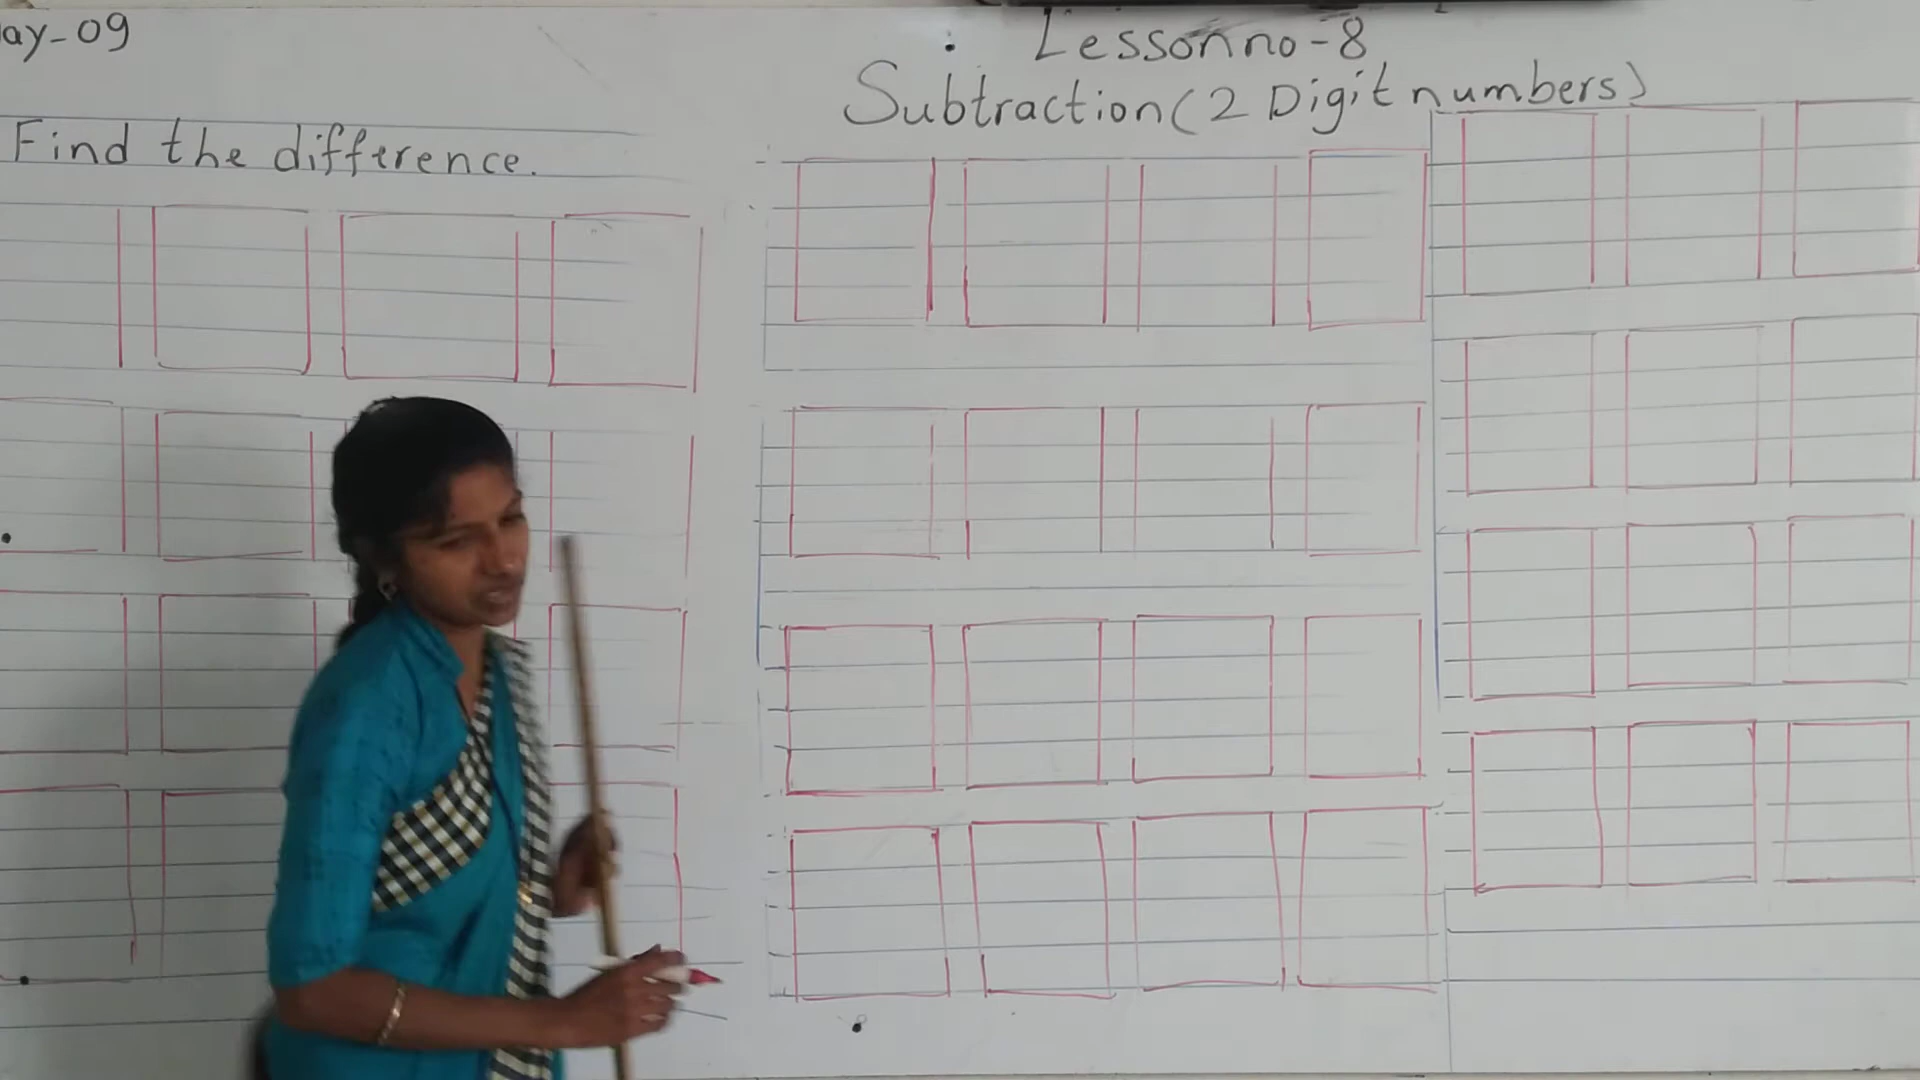 ay-09
Lesson no-8
Subtraction (2 Digit numbers)
Find the difference.